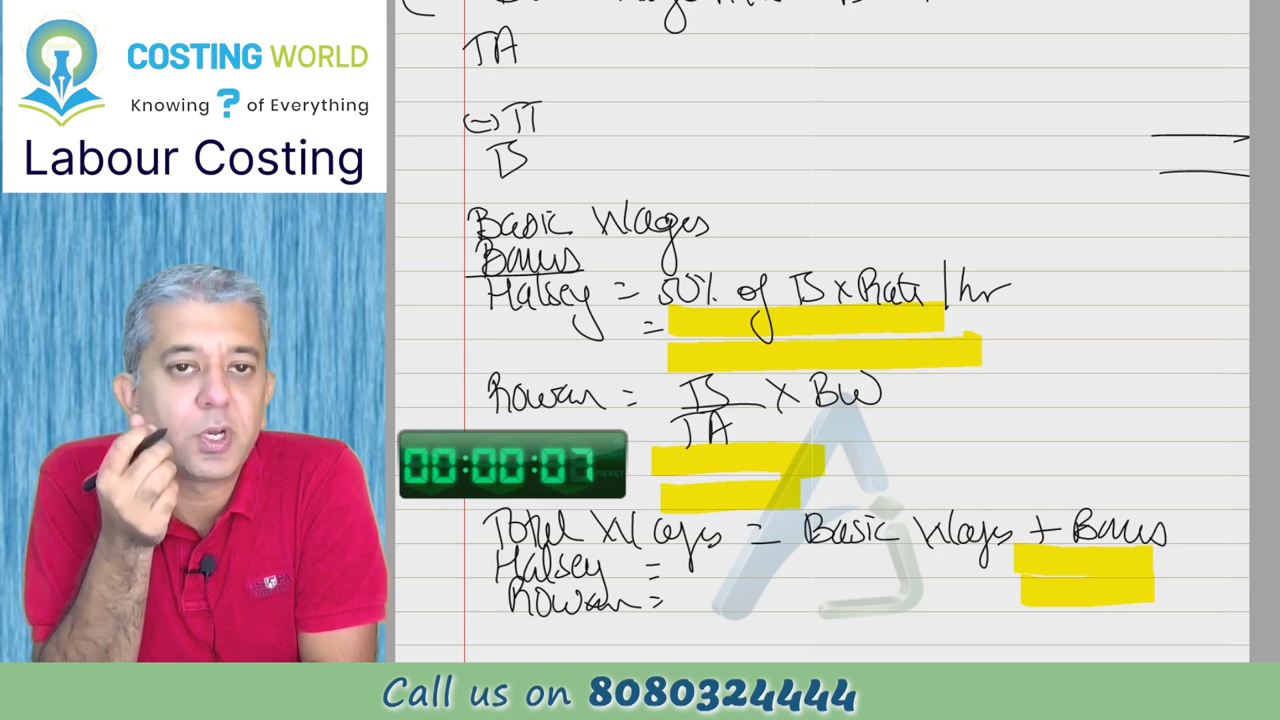 COSTING WORLD
Knowing ? of Everything
Labour Costing
TA
(-) TT
TS
Basic Wages
Bonus
Halsey = 50% of TS x Rate / hr
=
Rowan = TS / TA X BW
00:00:07
RESET
Total Wages = Basic Wages + Bonus
Halsey =
Rowan =
Call us on 8080324444